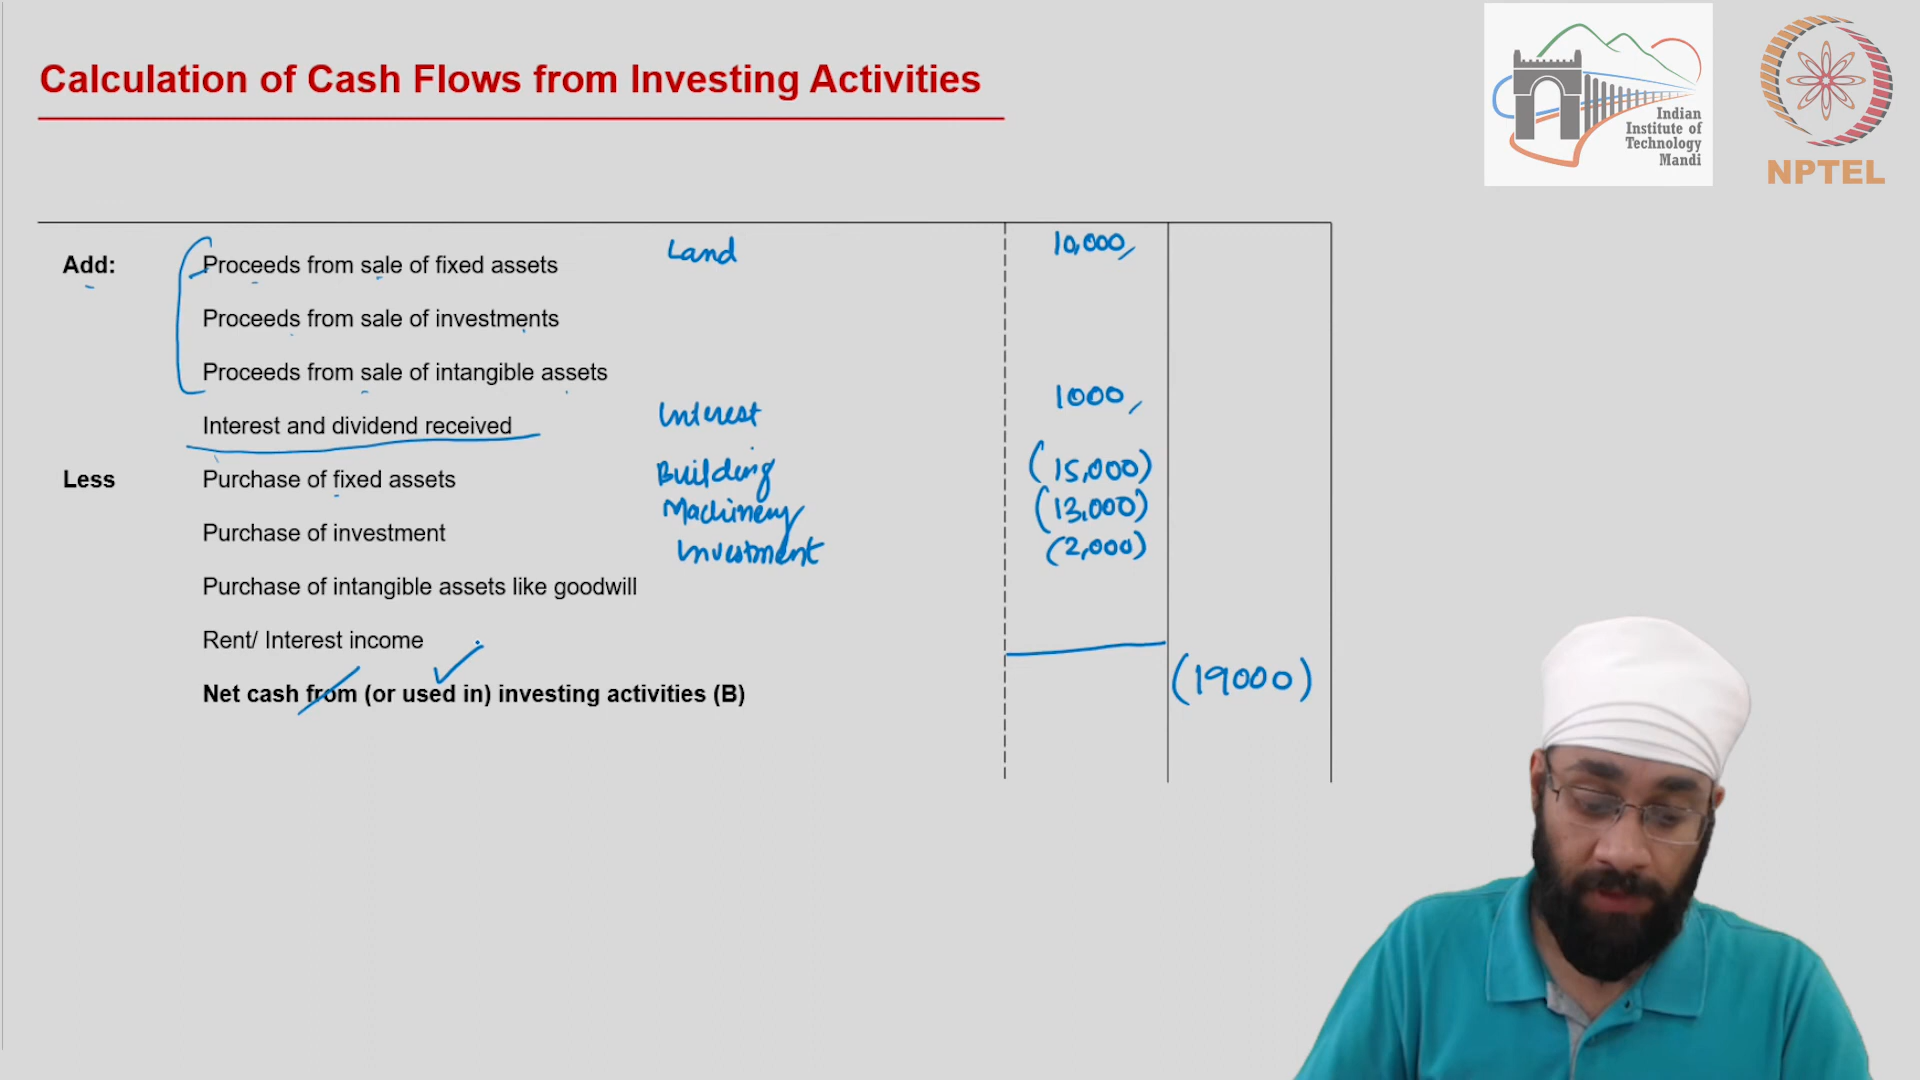 Calculation of Cash Flows from Investing Activities
Indian
Institute of
Technology
Mandi
NPTEL
Add: Proceeds from sale of fixed assets Land 10,000
Proceeds from sale of investments
Proceeds from sale of intangible assets
Interest and dividend received Interest 1000
Less Purchase of fixed assets Building (15,000)
Machinery (13,000)
Purchase of investment Investment (2,000)
Purchase of intangible assets like goodwill
Rent/ Interest income
Net cash from (or used in) investing activities (B) (19000)